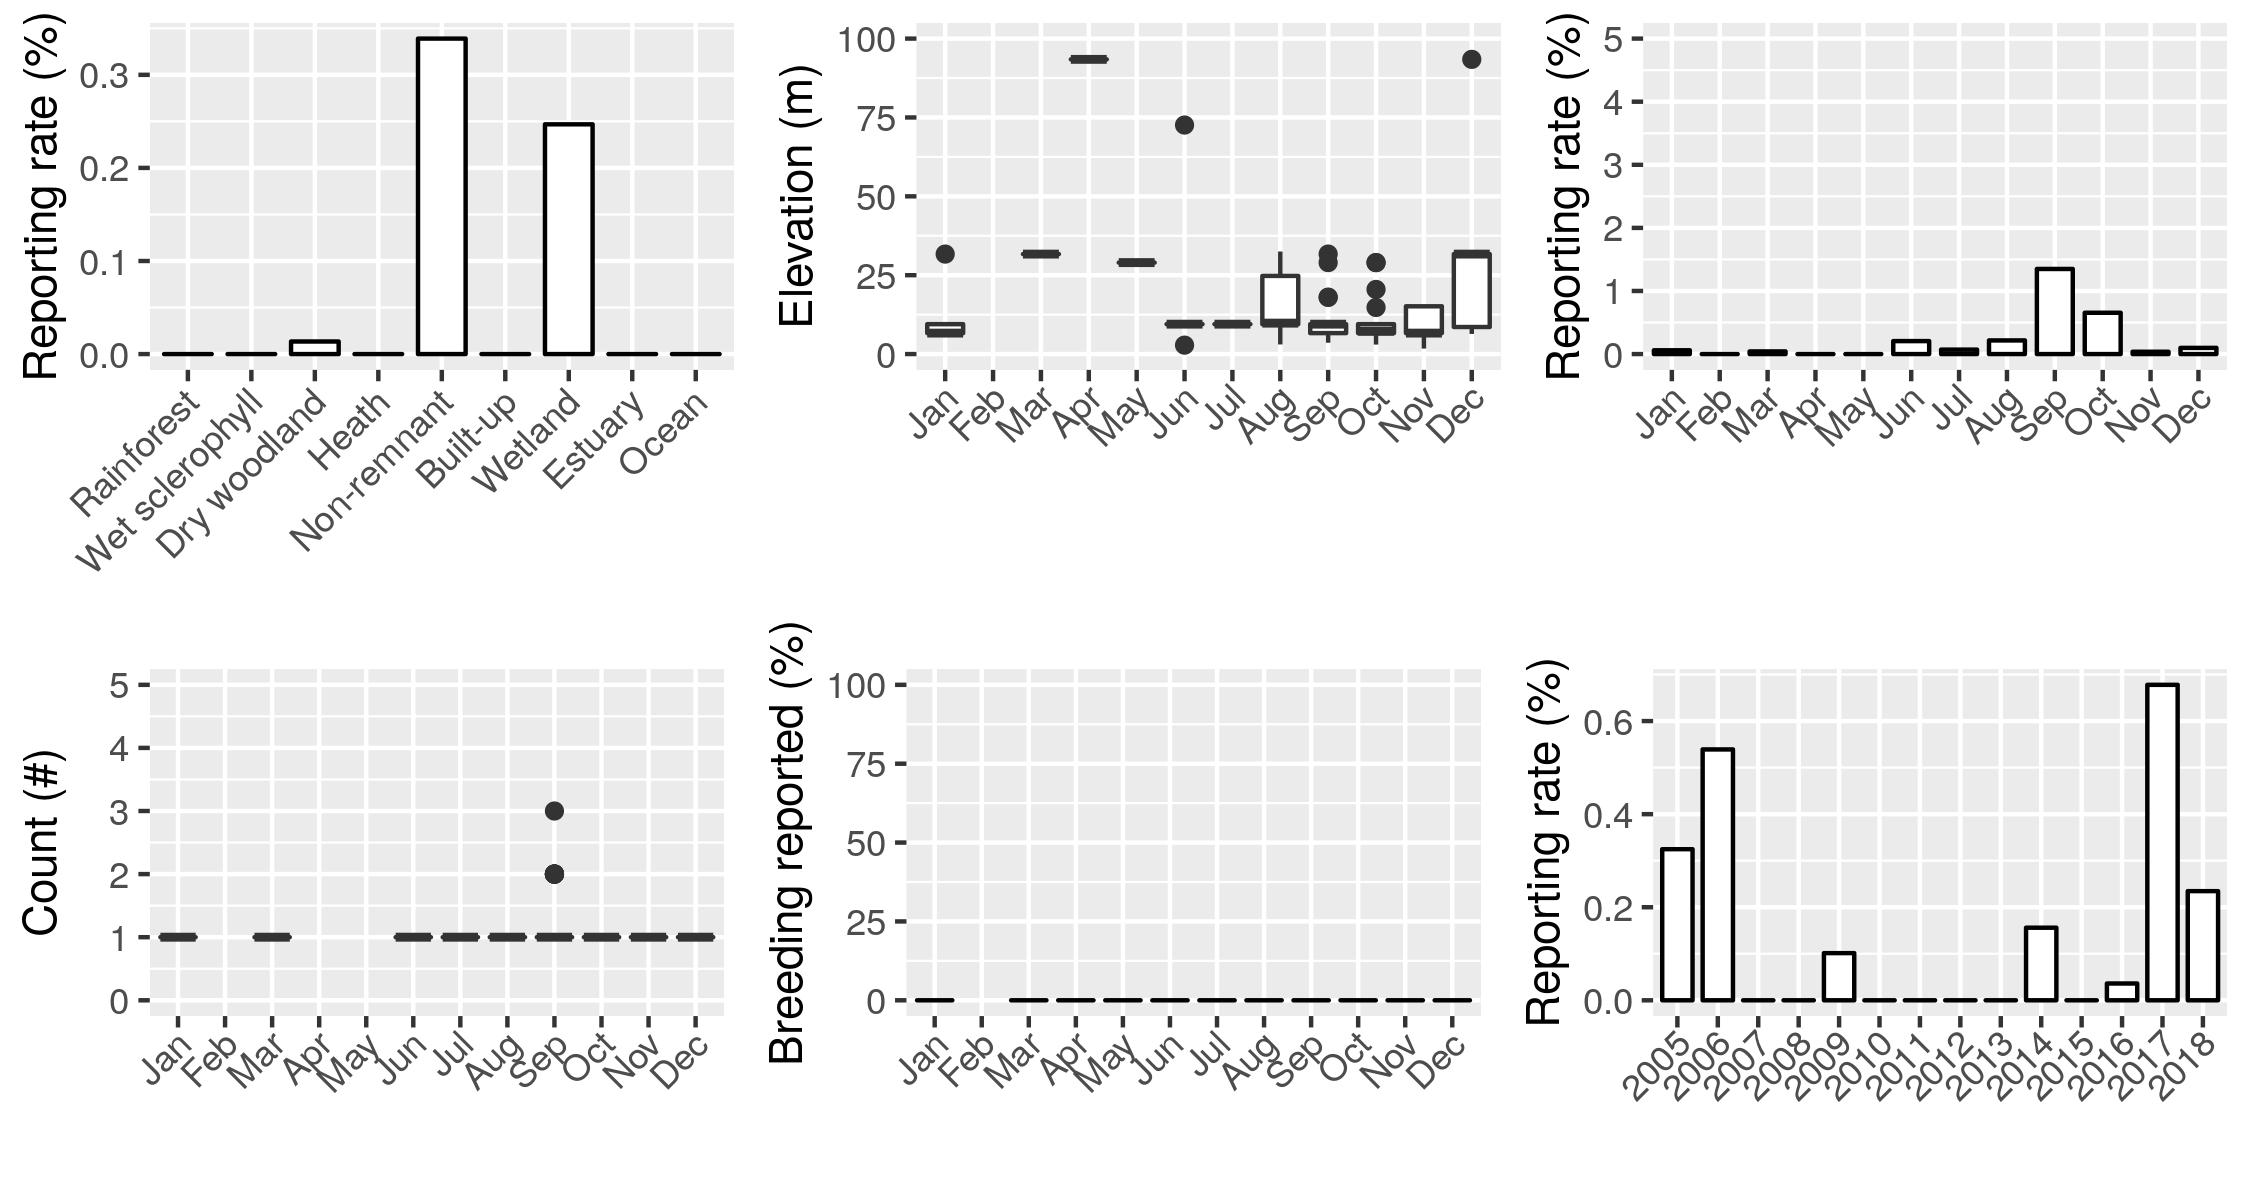 Reporting rate (%)
0.3
0.2
0.1
0.0
Rainforest
Wet sclerophyll
Dry woodland
Heath
Non-remnant
Built-up
Wetland
Estuary
Ocean
Elevation (m)
100
75
50
25
0
Jan
Feb
Mar
Apr
May
Jun
Jul
Aug
Sep
Oct
Nov
Dec
Reporting rate (%)
5
4
3
2
1
0
Jan
Feb
Mar
Apr
May
Jun
Jul
Aug
Sep
Oct
Nov
Dec
Count (#)
5
4
3
2
1
0
Jan
Feb
Mar
Apr
May
Jun
Jul
Aug
Sep
Oct
Nov
Dec
Breeding reported (%)
100
75
50
25
0
Jan
Feb
Mar
Apr
May
Jun
Jul
Aug
Sep
Oct
Nov
Dec
Reporting rate (%)
0.6
0.4
0.2
0.0
2005
2006
2007
2008
2009
2010
2011
2012
2013
2014
2015
2016
2017
2018